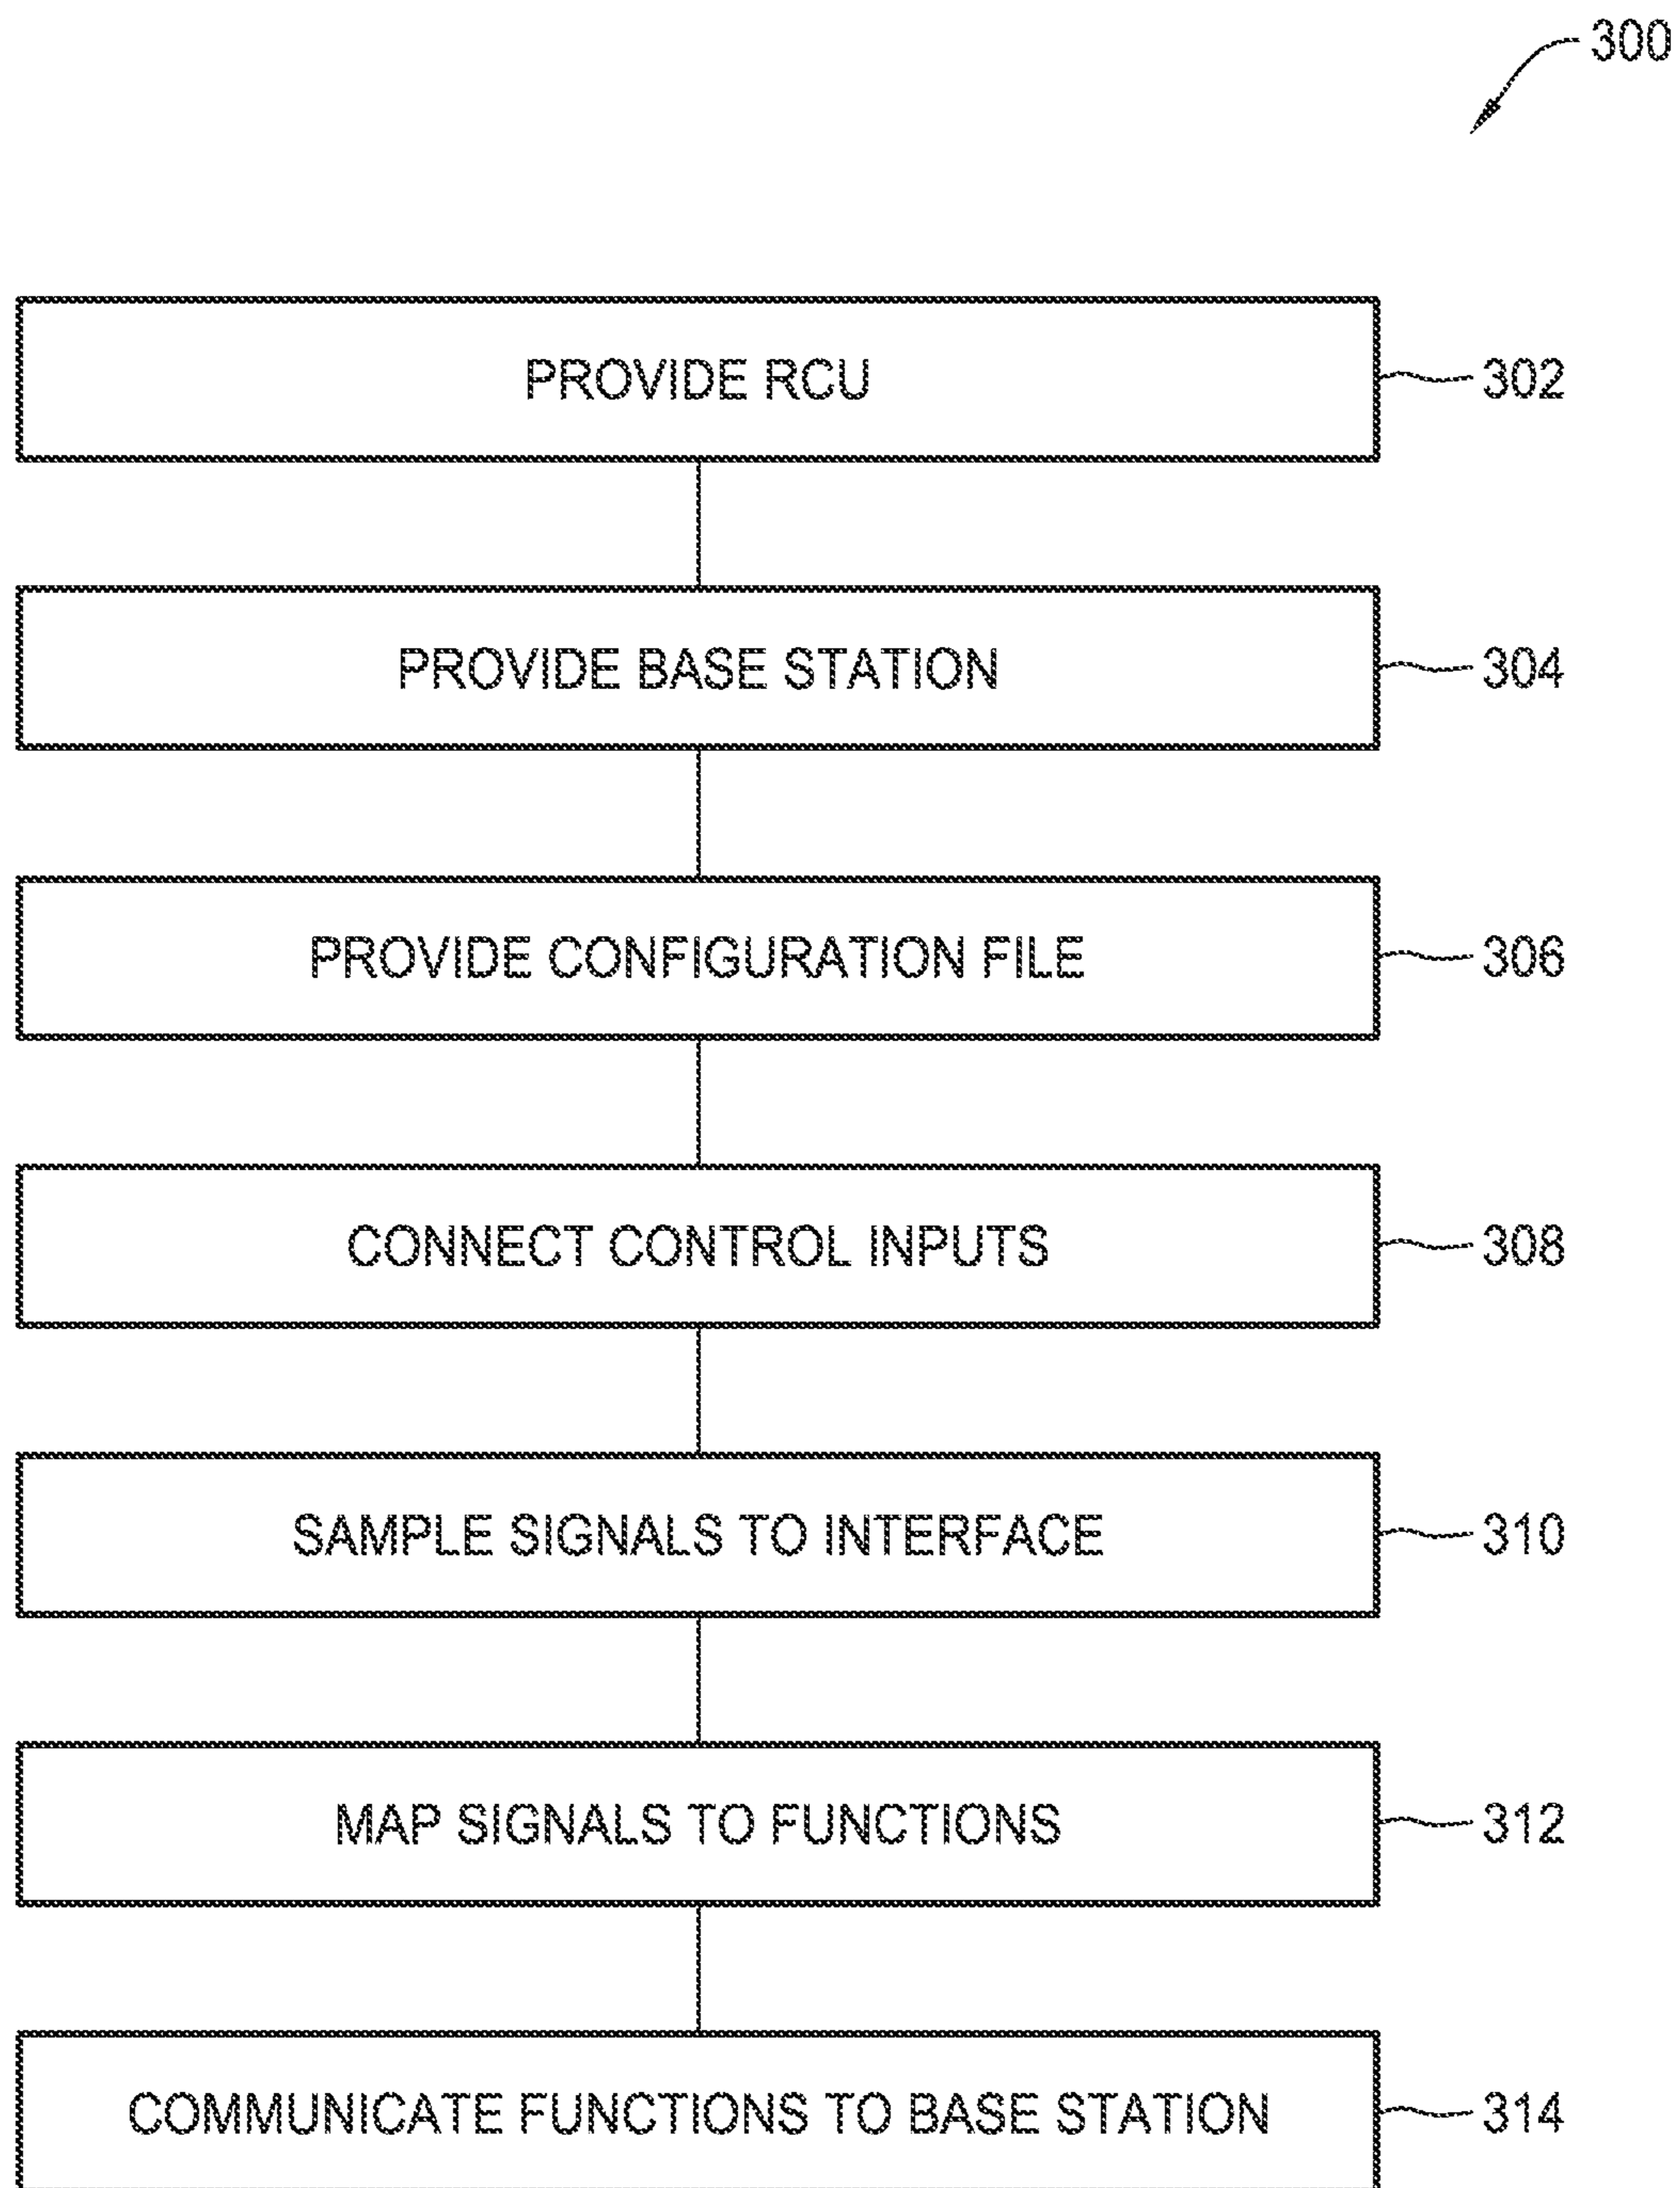 300
PROVIDE RCU
302
PROVIDE BASE STATION
304
PROVIDE CONFIGURATION FILE
306
CONNECT CONTROL INPUTS
308
SAMPLE SIGNALS TO INTERFACE
310
MAP SIGNALS TO FUNCTIONS
312
COMMUNICATE FUNCTIONS TO BASE STATION
314